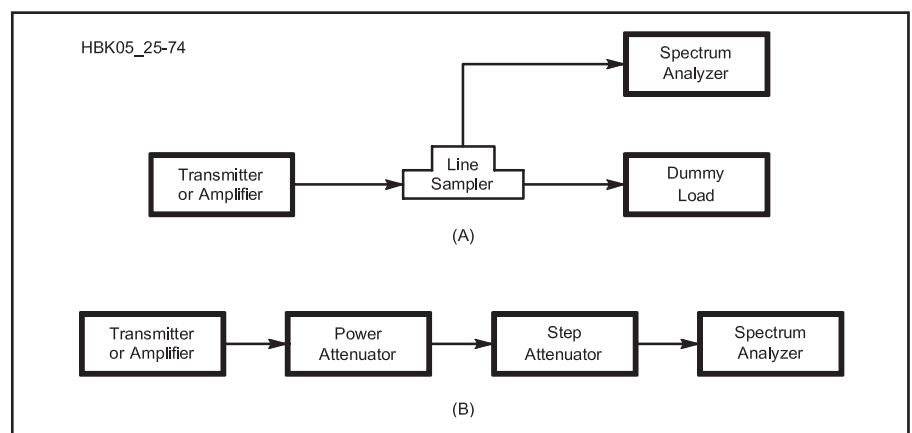 HBK05_25-74
Spectrum
Analyzer
Transmitter
or Amplifier
Line
Sampler
Dummy
Load
(A)
Transmitter
or Amplifier
Power
Attenuator
Step
Attenuator
Spectrum
Analyzer
(B)